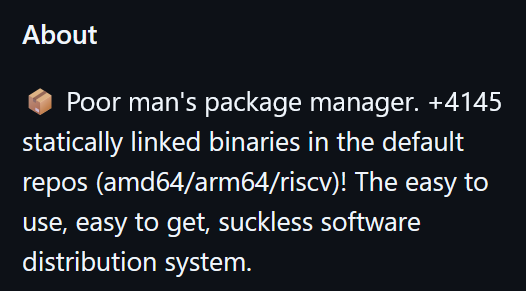 About
📦 Poor man's package manager. +4145
statically linked binaries in the default
repos (amd64/arm64/riscv)! The easy to
use, easy to get, suckless software
distribution system.